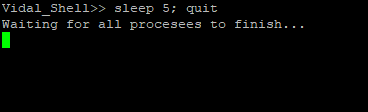 Vidal_Shell>> sleep 5; quit
Waiting for all procesees to finish...